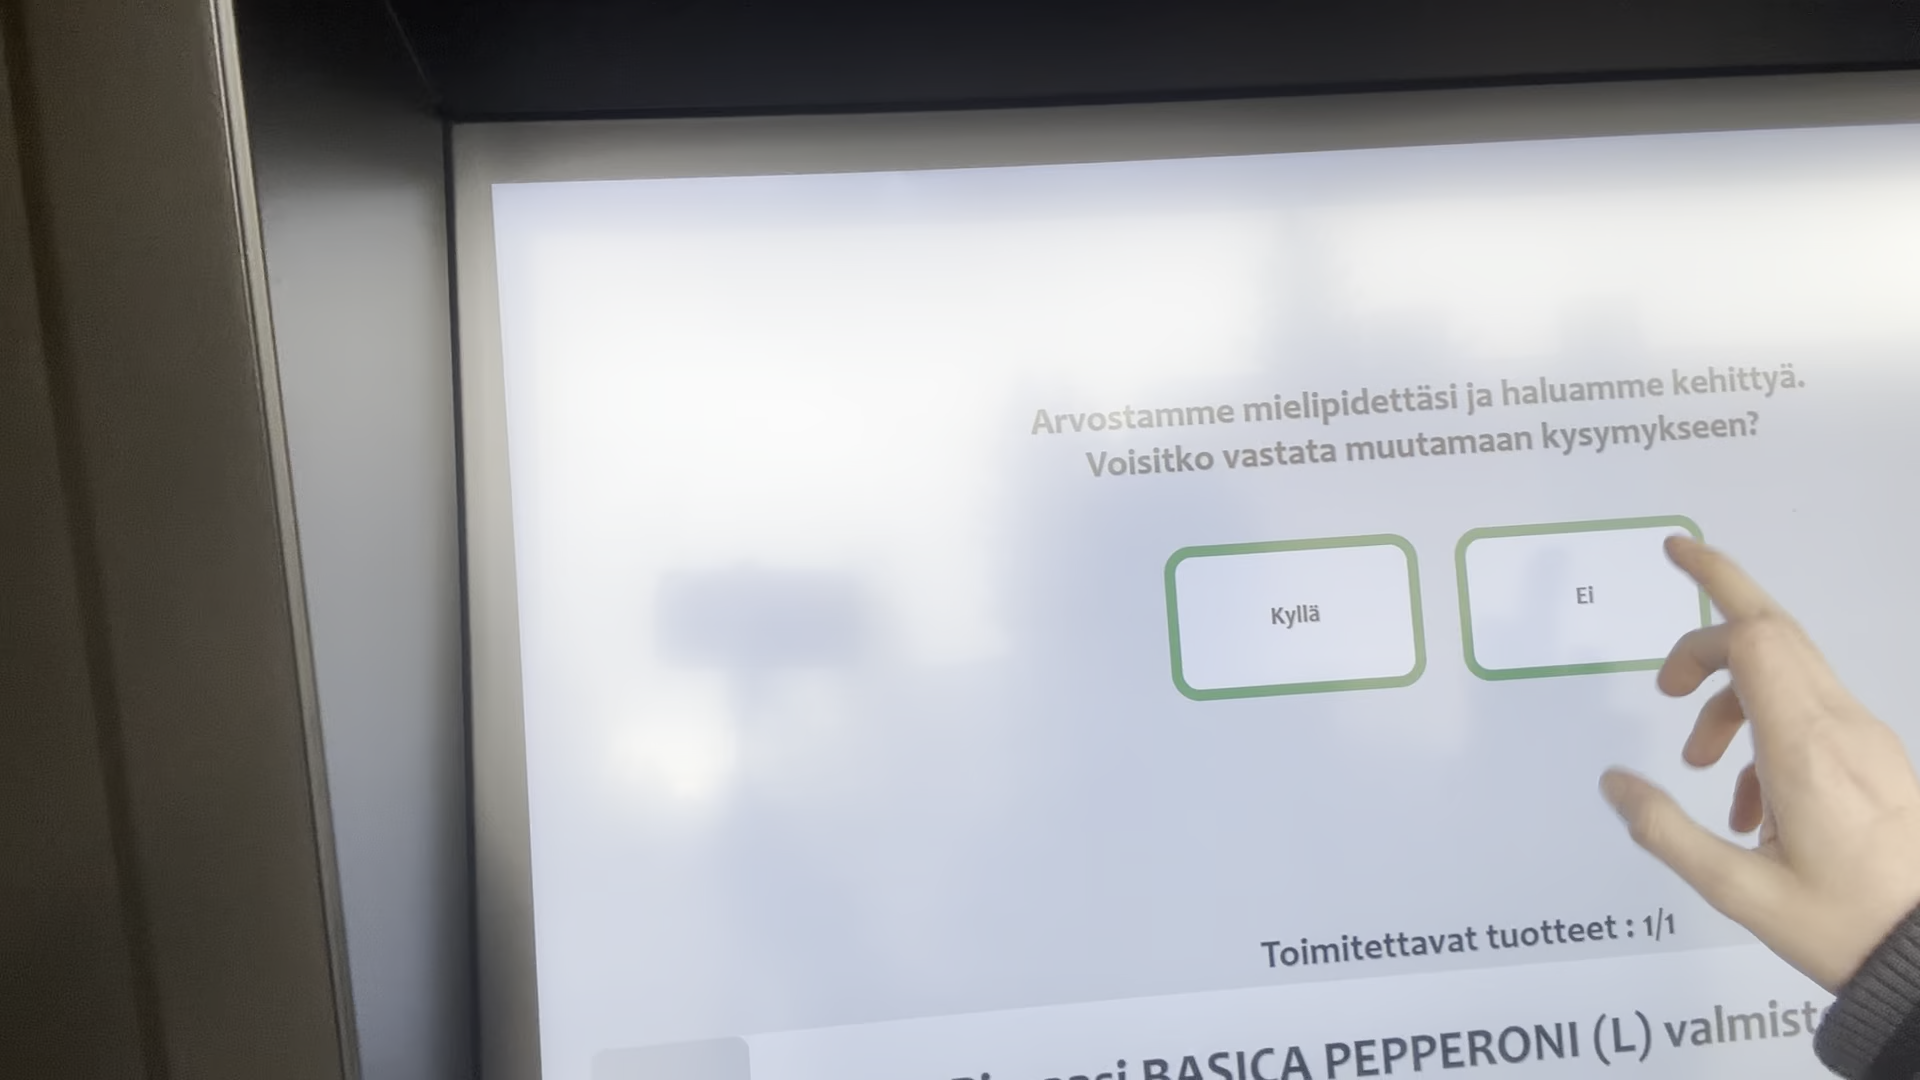 Arvostamme mielipidettäsi ja haluamme kehittyä.
Voisitko vastata muutamaan kysymykseen?
Kyllä
Ei
Toimitettavat tuotteet : 1/1
BASICA PEPPERONI (L)